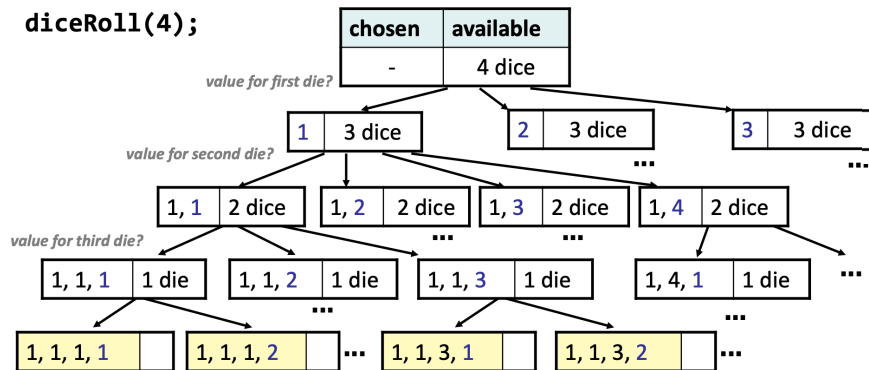 diceRoll(4);
chosen available
- 4 dice
value for first die?
1 3 dice 2 3 dice 3 3 dice
... ...
value for second die?
1, 1 2 dice 1, 2 2 dice 1, 3 2 dice 1, 4 2 dice
... ...
value for third die?
1, 1, 1 1 die 1, 1, 2 1 die 1, 1, 3 1 die 1, 4, 1 1 die ...
... ...
1, 1, 1, 1 1, 1, 1, 2 ... 1, 1, 3, 1 1, 1, 3, 2 ...